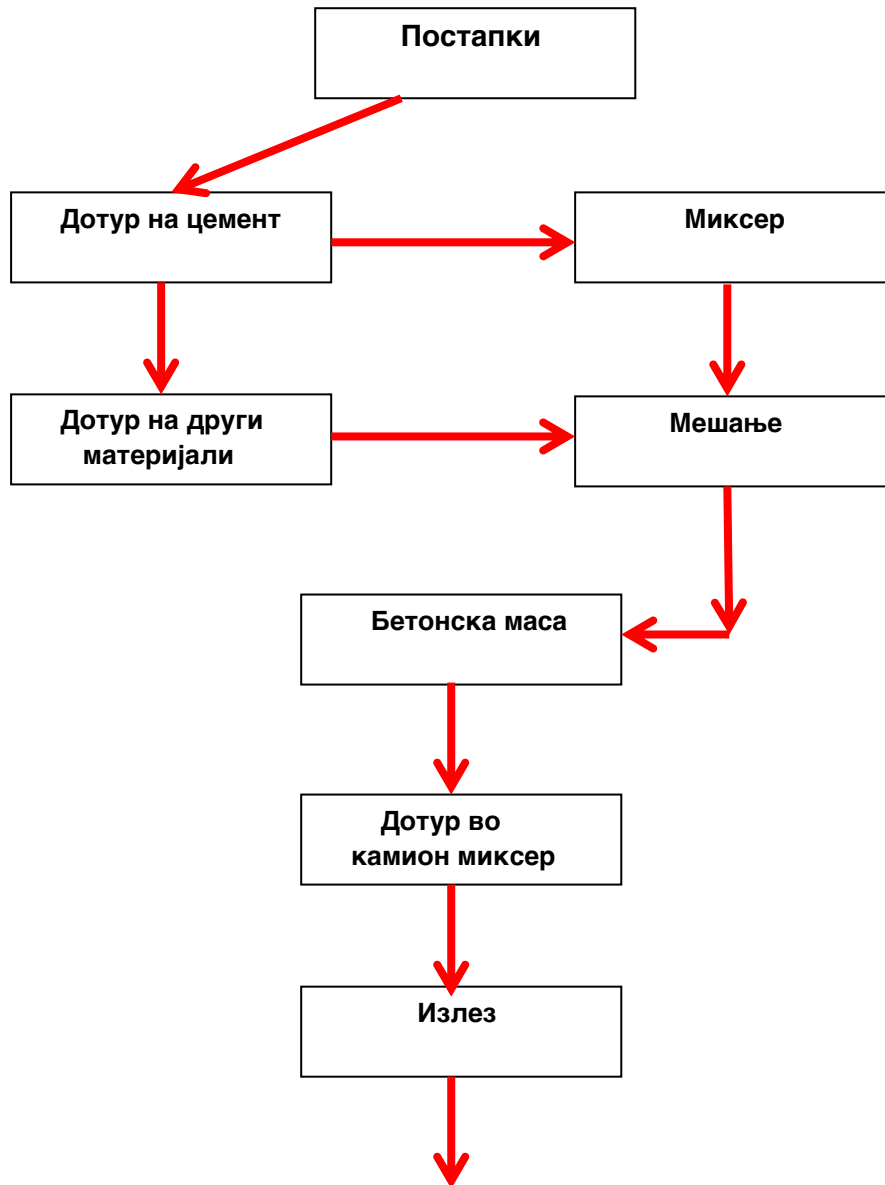 Постапки
Дотур на цемент
Миксер
Дотур на други
материјали
Мешање
Бетонска маса
Дотур во
камион миксер
Излез